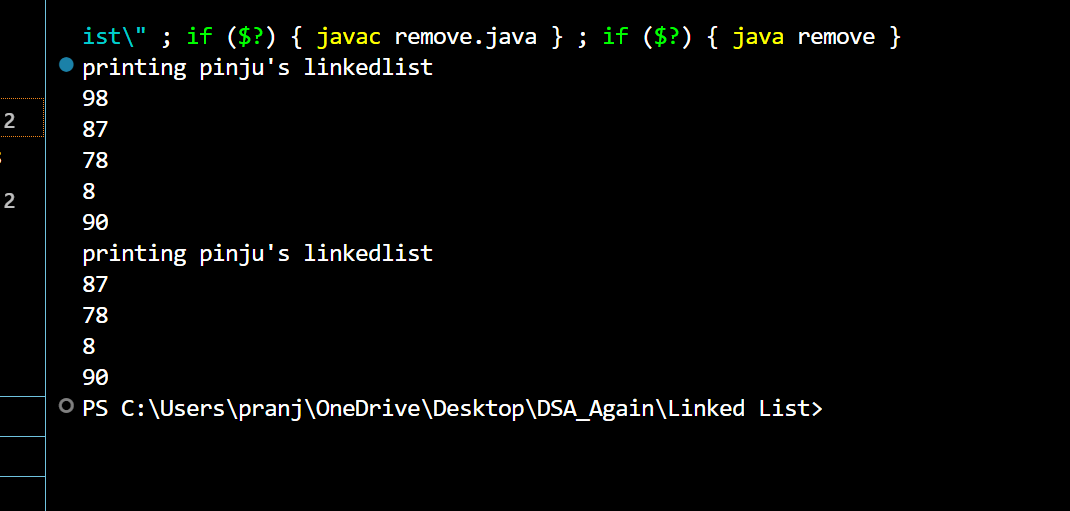 ist\" ; if ($?) { javac remove.java } ; if ($?) { java remove }
printing pinju's linkedlist
98
87
2
78
8
2
90
printing pinju's linkedlist
87
78
8
90
PS C:\Users\pranj\OneDrive\Desktop\DSA_Again\Linked List>